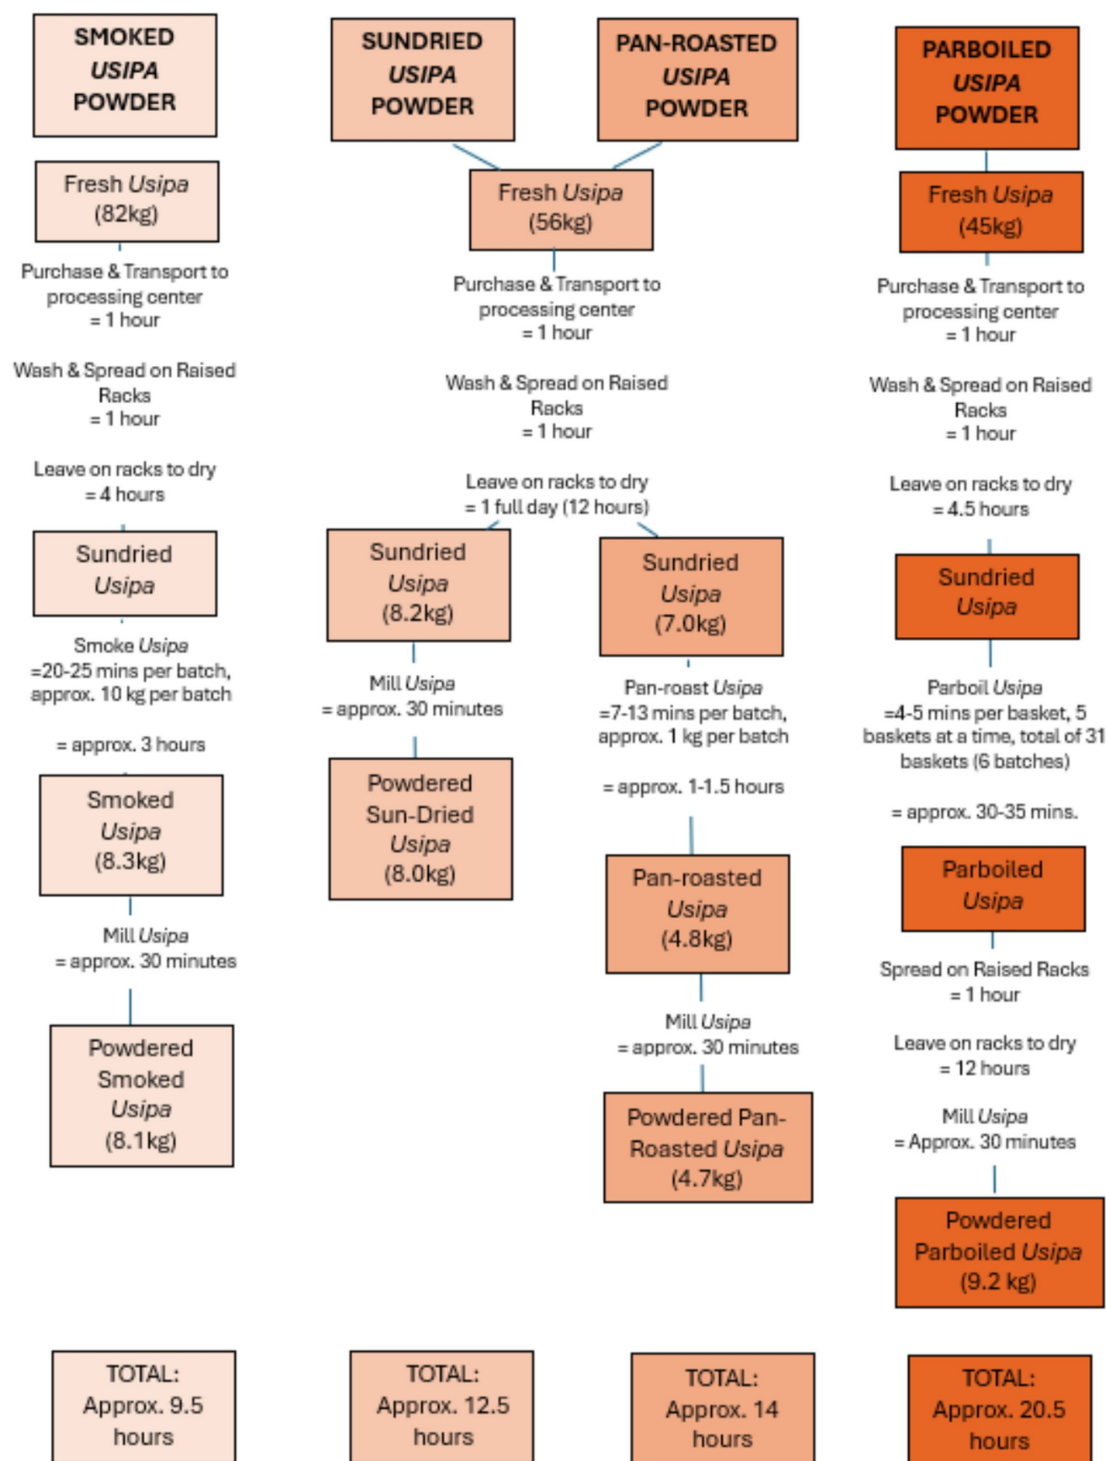 SMOKED
USIPA
POWDER
Fresh Usipa
(82kg)
Purchase & Transport to
processing center
= 1 hour
Wash & Spread on Raised
Racks
= 1 hour
Leave on racks to dry
= 4 hours
Sundried
Usipa
Smoke Usipa
=20-25 mins per batch,
approx. 10 kg per batch
= approx. 3 hours
Smoked
Usipa
(8.3kg)
Mill Usipa
= approx. 30 minutes
Powdered
Smoked
Usipa
(8.1kg)
TOTAL:
Approx. 9.5
hours
SUNDRIED
USIPA
POWDER
PAN-ROASTED
USIPA
POWDER
Fresh Usipa
(56kg)
Purchase & Transport to
processing center
= 1 hour
Wash & Spread on Raised
Racks
= 1 hour
Leave on racks to dry
= 1 full day (12 hours)
Sundried
Usipa
(8.2kg)
Mill Usipa
= approx. 30 minutes
Powdered
Sun-Dried
Usipa
(8.0kg)
TOTAL:
Approx. 12.5
hours
Sundried
Usipa
(7.0kg)
Pan-roast Usipa
=7-13 mins per batch,
approx. 1 kg per batch
= approx. 1-1.5 hours
Pan-roasted
Usipa
(4.8kg)
Mill Usipa
= approx. 30 minutes
Powdered Pan-
Roasted Usipa
(4.7kg)
TOTAL:
Approx. 14
hours
PARBOILED
USIPA
POWDER
Fresh Usipa
(45kg)
Purchase & Transport to
processing center
= 1 hour
Wash & Spread on Raised
Racks
= 1 hour
Leave on racks to dry
= 4.5 hours
Sundried
Usipa
Parboil Usipa
=4-5 mins per basket, 5
baskets at a time, total of 31
baskets (6 batches)
= approx. 30-35 mins.
Parboiled
Usipa
Spread on Raised Racks
= 1 hour
Leave on racks to dry
= 12 hours
Mill Usipa
= Approx. 30 minutes
Powdered
Parboiled Usipa
(9.2 kg)
TOTAL:
Approx. 20.5
hours